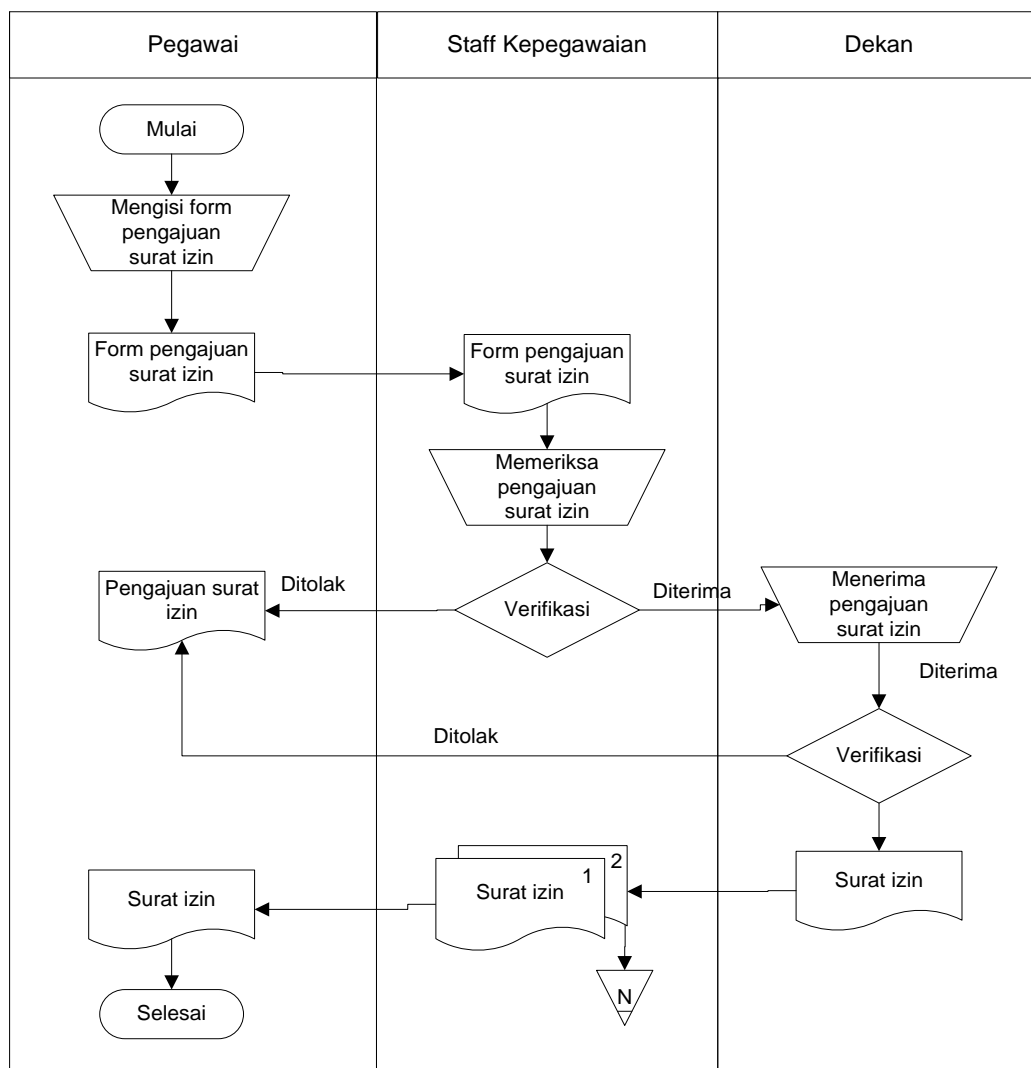 Pegawai
Staff Kepegawaian
Dekan
Mulai
Mengisi form
pengajuan
surat izin
Form pengajuan
surat izin
Form pengajuan
surat izin
Memeriksa
pengajuan
surat izin
Pengajuan surat
izin
Ditolak
Verifikasi
Diterima
Menerima
pengajuan
surat izin
Diterima
Ditolak
Verifikasi
Surat izin
2
1
Surat izin
Surat izin
N
Selesai